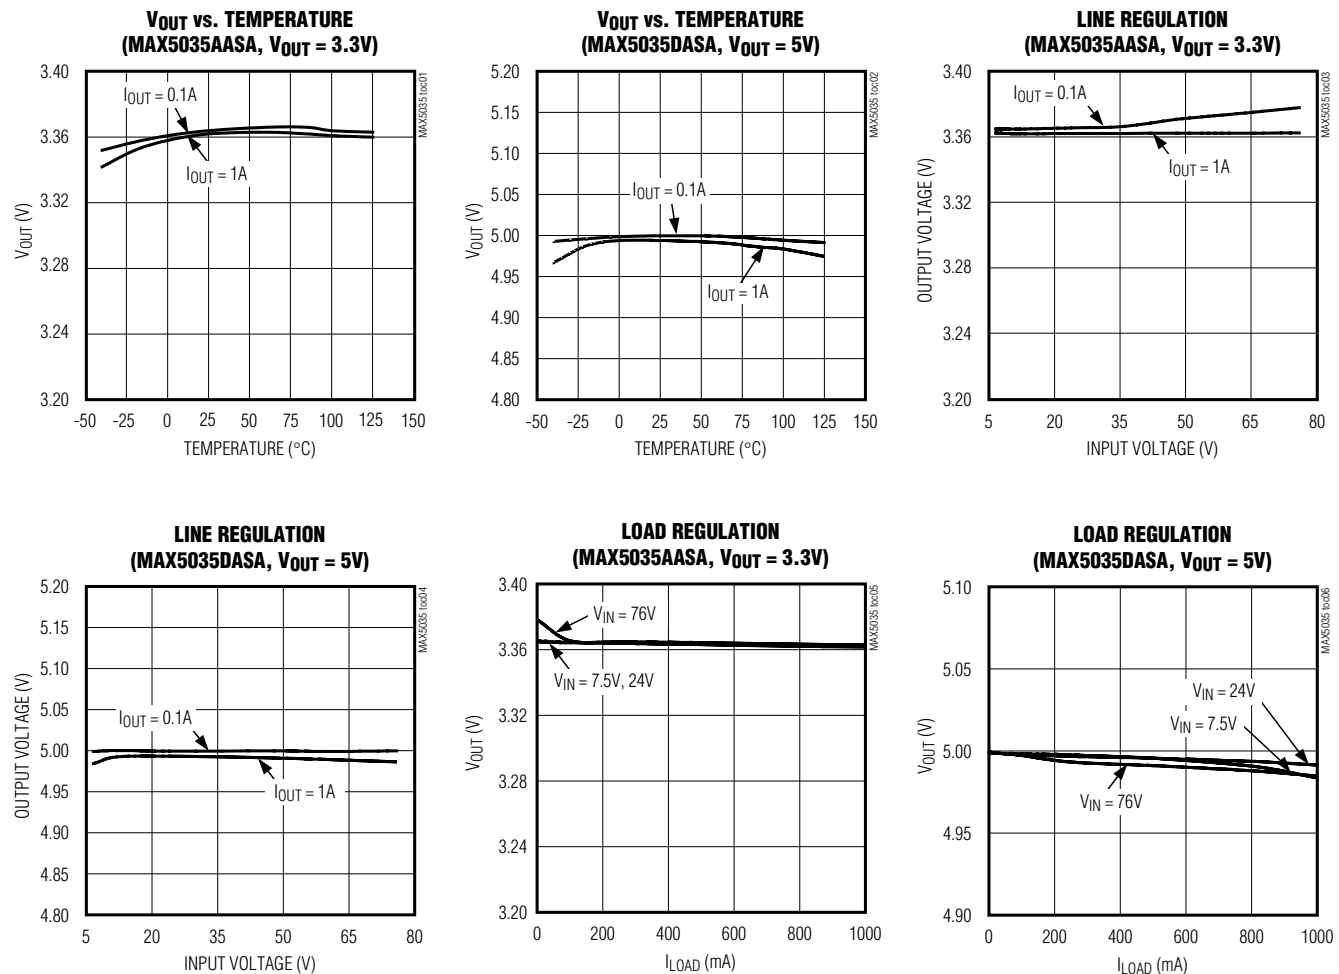 VOUT vs. TEMPERATURE
(MAX5035AASA, VOUT = 3.3V)
3.40
3.36
3.32
3.28
3.24
3.20
VOUT (V)
IOUT = 0.1A
IOUT = 1A
MAX5035 toc01
-50 -25 0 25 50 75 100 125 150
TEMPERATURE (°C)
VOUT vs. TEMPERATURE
(MAX5035DASA, VOUT = 5V)
5.20
5.15
5.10
5.05
5.00
4.95
4.90
4.85
4.80
VOUT (V)
IOUT = 0.1A
IOUT = 1A
MAX5035 toc02
-50 -25 0 25 50 75 100 125 150
TEMPERATURE (°C)
LINE REGULATION
(MAX5035AASA, VOUT = 3.3V)
3.40
3.36
3.32
3.28
3.24
3.20
OUTPUT VOLTAGE (V)
IOUT = 0.1A
IOUT = 1A
MAX5035 toc03
5 20 35 50 65 80
INPUT VOLTAGE (V)
LINE REGULATION
(MAX5035DASA, VOUT = 5V)
5.20
5.15
5.10
5.05
5.00
4.95
4.90
4.85
4.80
OUTPUT VOLTAGE (V)
IOUT = 0.1A
IOUT = 1A
MAX5035 toc04
5 20 35 50 65 80
INPUT VOLTAGE (V)
LOAD REGULATION
(MAX5035AASA, VOUT = 3.3V)
3.40
3.36
3.32
3.28
3.24
3.20
VOUT (V)
VIN = 76V
VIN = 7.5V, 24V
MAX5035 toc05
0 200 400 600 800 1000
ILOAD (mA)
LOAD REGULATION
(MAX5035DASA, VOUT = 5V)
5.10
5.05
5.00
4.95
4.90
VOUT (V)
VIN = 24V
VIN = 7.5V
VIN = 76V
MAX5035 toc06
0 200 400 600 800 1000
ILOAD (mA)